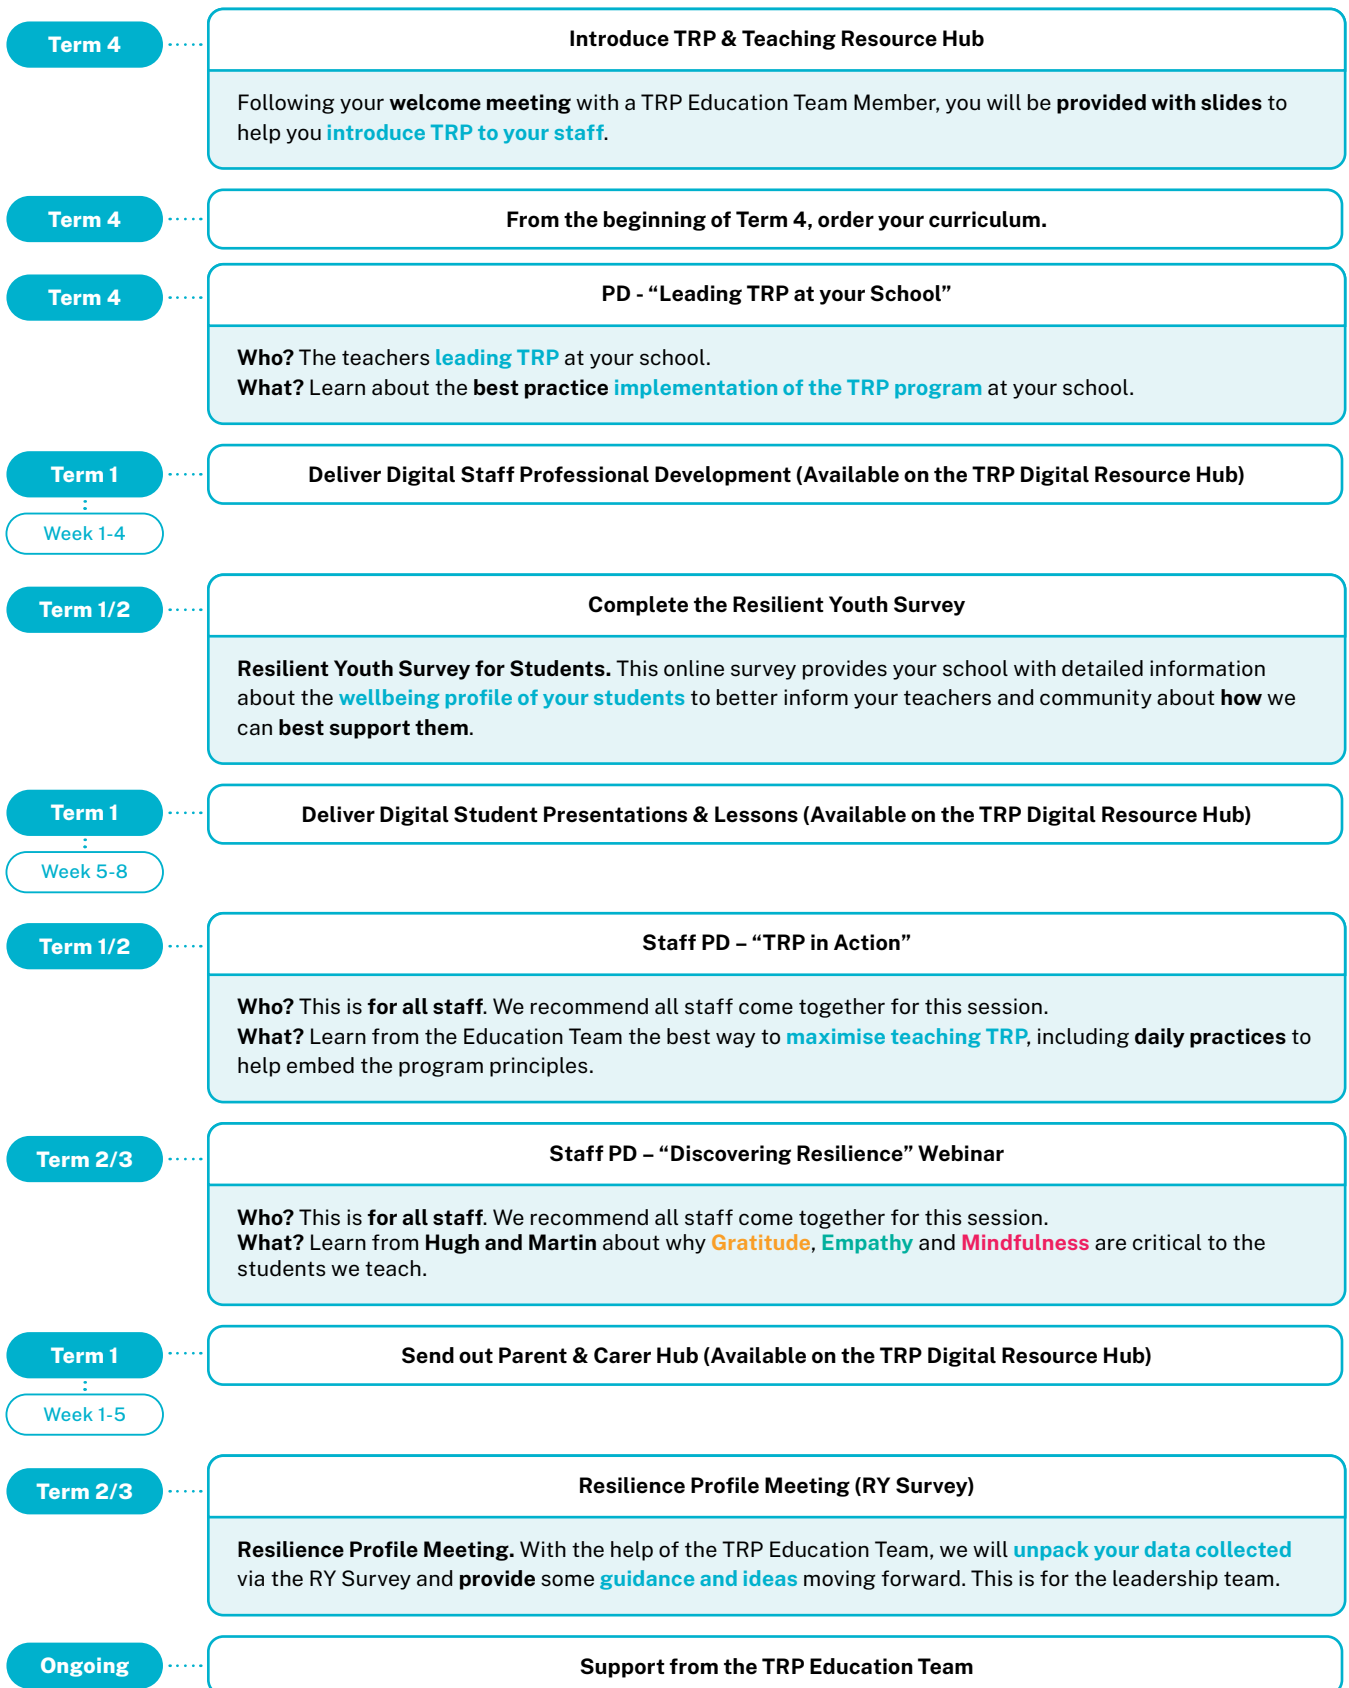 Term 4
Introduce TRP & Teaching Resource Hub
Following your welcome meeting with a TRP Education Team Member, you will be provided with slides to
help you introduce TRP to your staff.
Term 4
From the beginning of Term 4, order your curriculum.
Term 4
PD - “Leading TRP at your School”
Who? The teachers leading TRP at your school.
What? Learn about the best practice implementation of the TRP program at your school.
Term 1
Deliver Digital Staff Professional Development (Available on the TRP Digital Resource Hub)
Week 1-4
Term 1/2
Complete the Resilient Youth Survey
Resilient Youth Survey for Students. This online survey provides your school with detailed information
about the wellbeing profile of your students to better inform your teachers and community about how we
can best support them.
Term 1
Deliver Digital Student Presentations & Lessons (Available on the TRP Digital Resource Hub)
Week 5-8
Term 1/2
Staff PD – “TRP in Action”
Who? This is for all staff. We recommend all staff come together for this session.
What? Learn from the Education Team the best way to maximise teaching TRP, including daily practices to
help embed the program principles.
Term 2/3
Staff PD – “Discovering Resilience” Webinar
Who? This is for all staff. We recommend all staff come together for this session.
What? Learn from Hugh and Martin about why Gratitude, Empathy and Mindfulness are critical to the
students we teach.
Term 1
Send out Parent & Carer Hub (Available on the TRP Digital Resource Hub)
Week 1-5
Term 2/3
Resilience Profile Meeting (RY Survey)
Resilience Profile Meeting. With the help of the TRP Education Team, we will unpack your data collected
via the RY Survey and provide some guidance and ideas moving forward. This is for the leadership team.
Ongoing
Support from the TRP Education Team